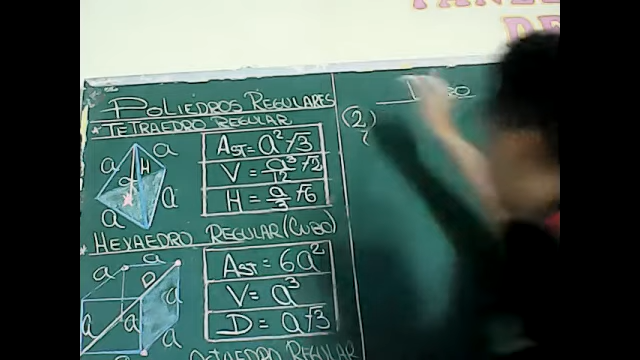 POLIEDROS REGULARES
* TETRAEDRO REGULAR
a a H
a a
AST = a²√3
V = a³/12 √2
H = a/3 √6
* HEXAEDRO REGULAR (CUBO)
a D a
a a a
AST = 6a²
V = a³
D = a√3
OCTAEDRO REGULAR
(2)